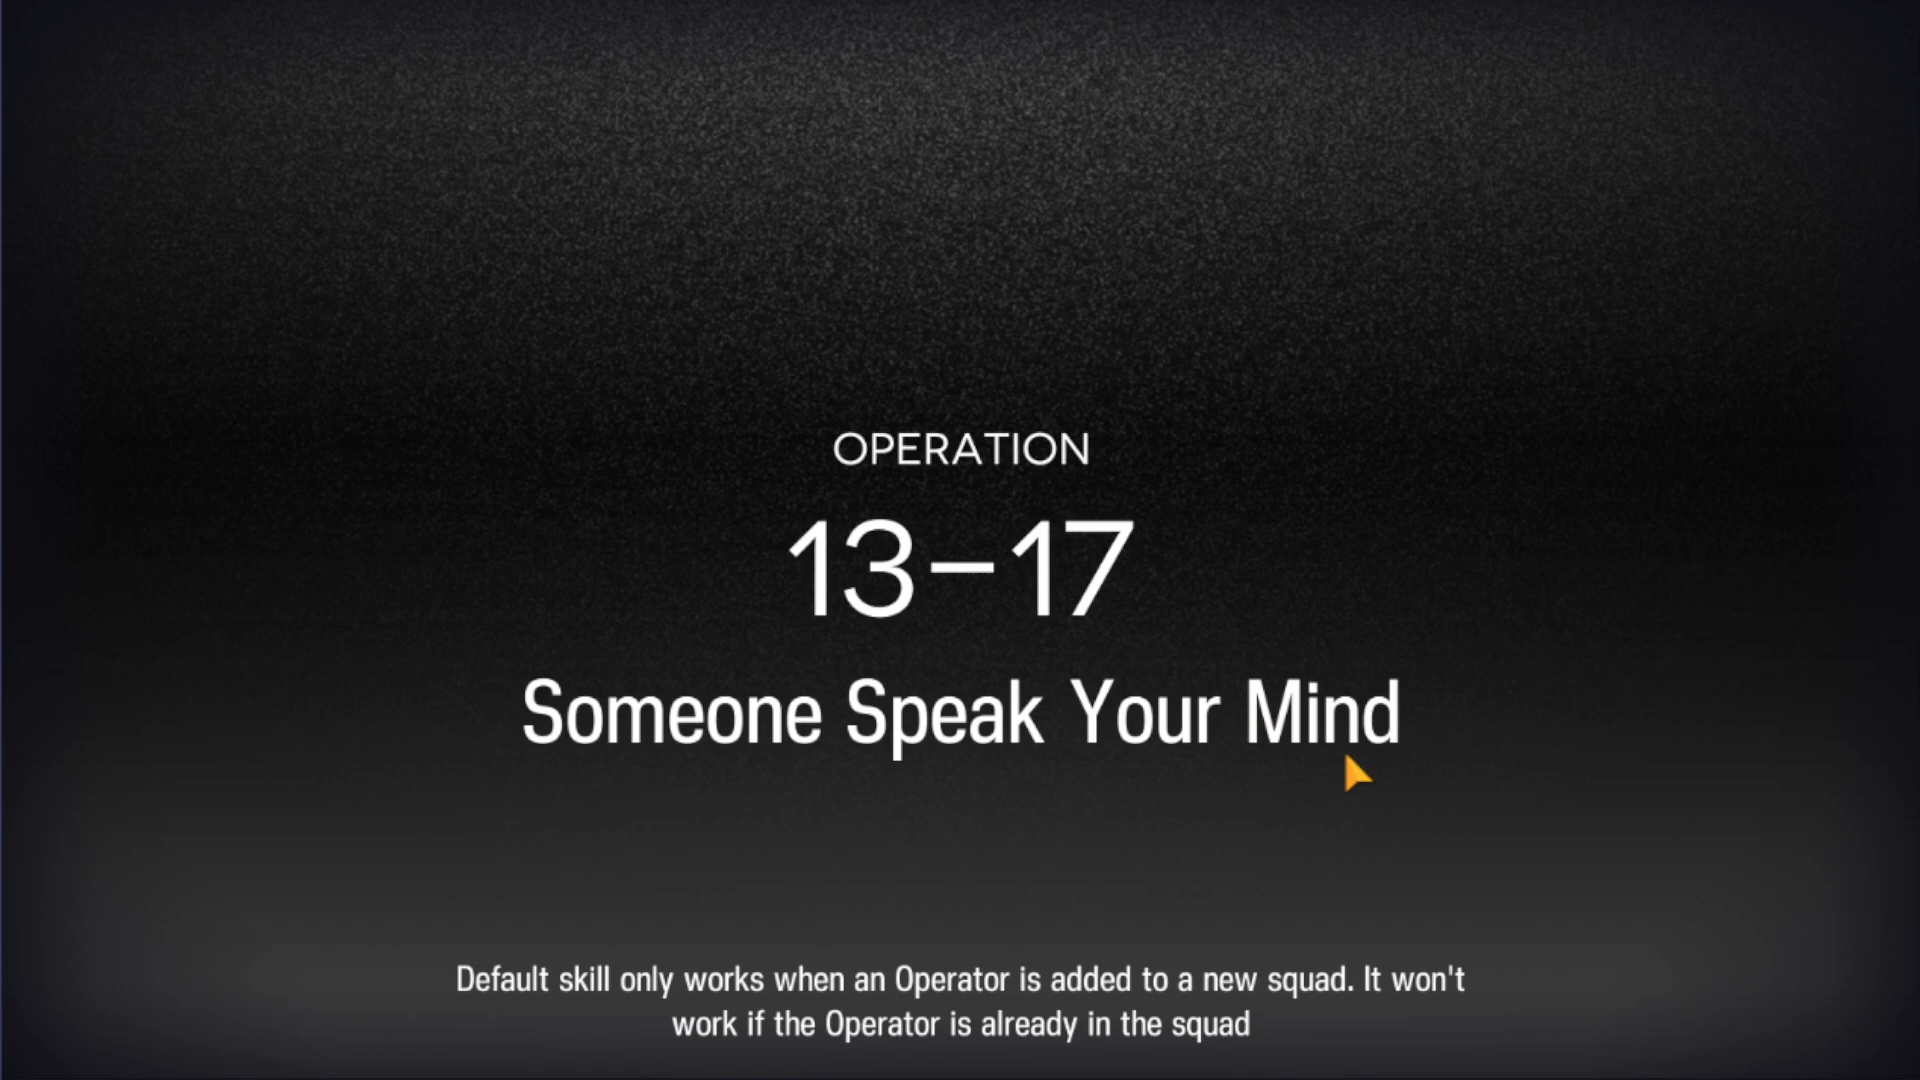 OPERATION
13-17
Someone Speak Your Mind
Default skill only works when an Operator is added to a new squad. It won't
work if the Operator is already in the squad